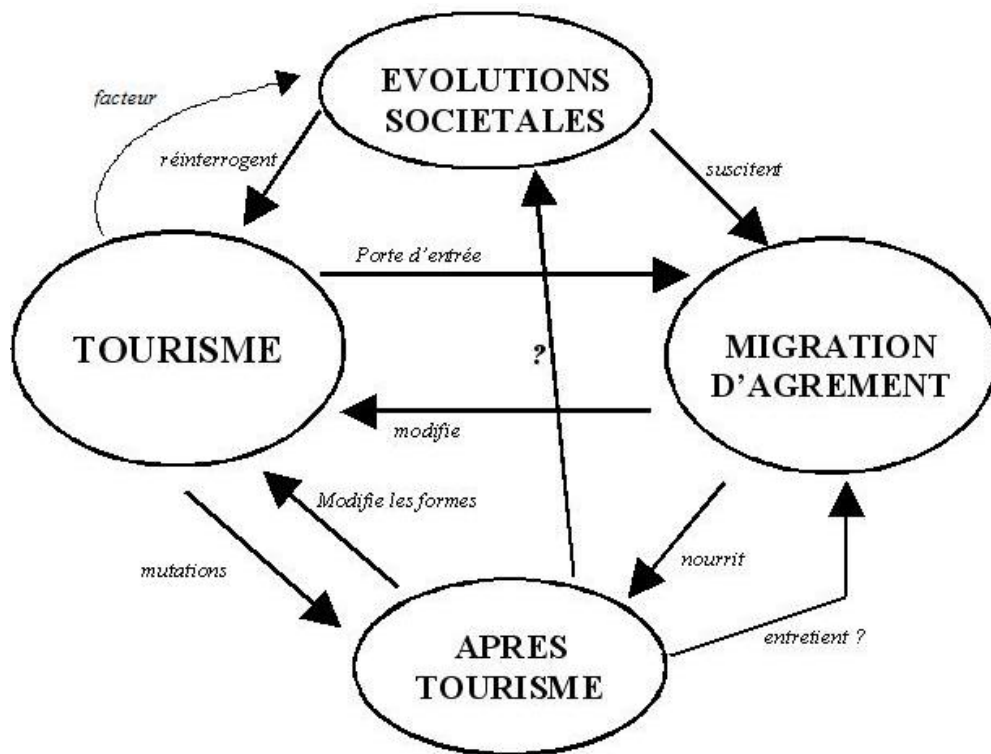 EVOLUTIONS
SOCIETALES
facteur
réinterrogent
suscitent
Porte d'entrée
TOURISME
?
MIGRATION
D'AGREMENT
modifie
Modifie les formes
mutations
nourrit
entretient ?
APRES
TOURISME